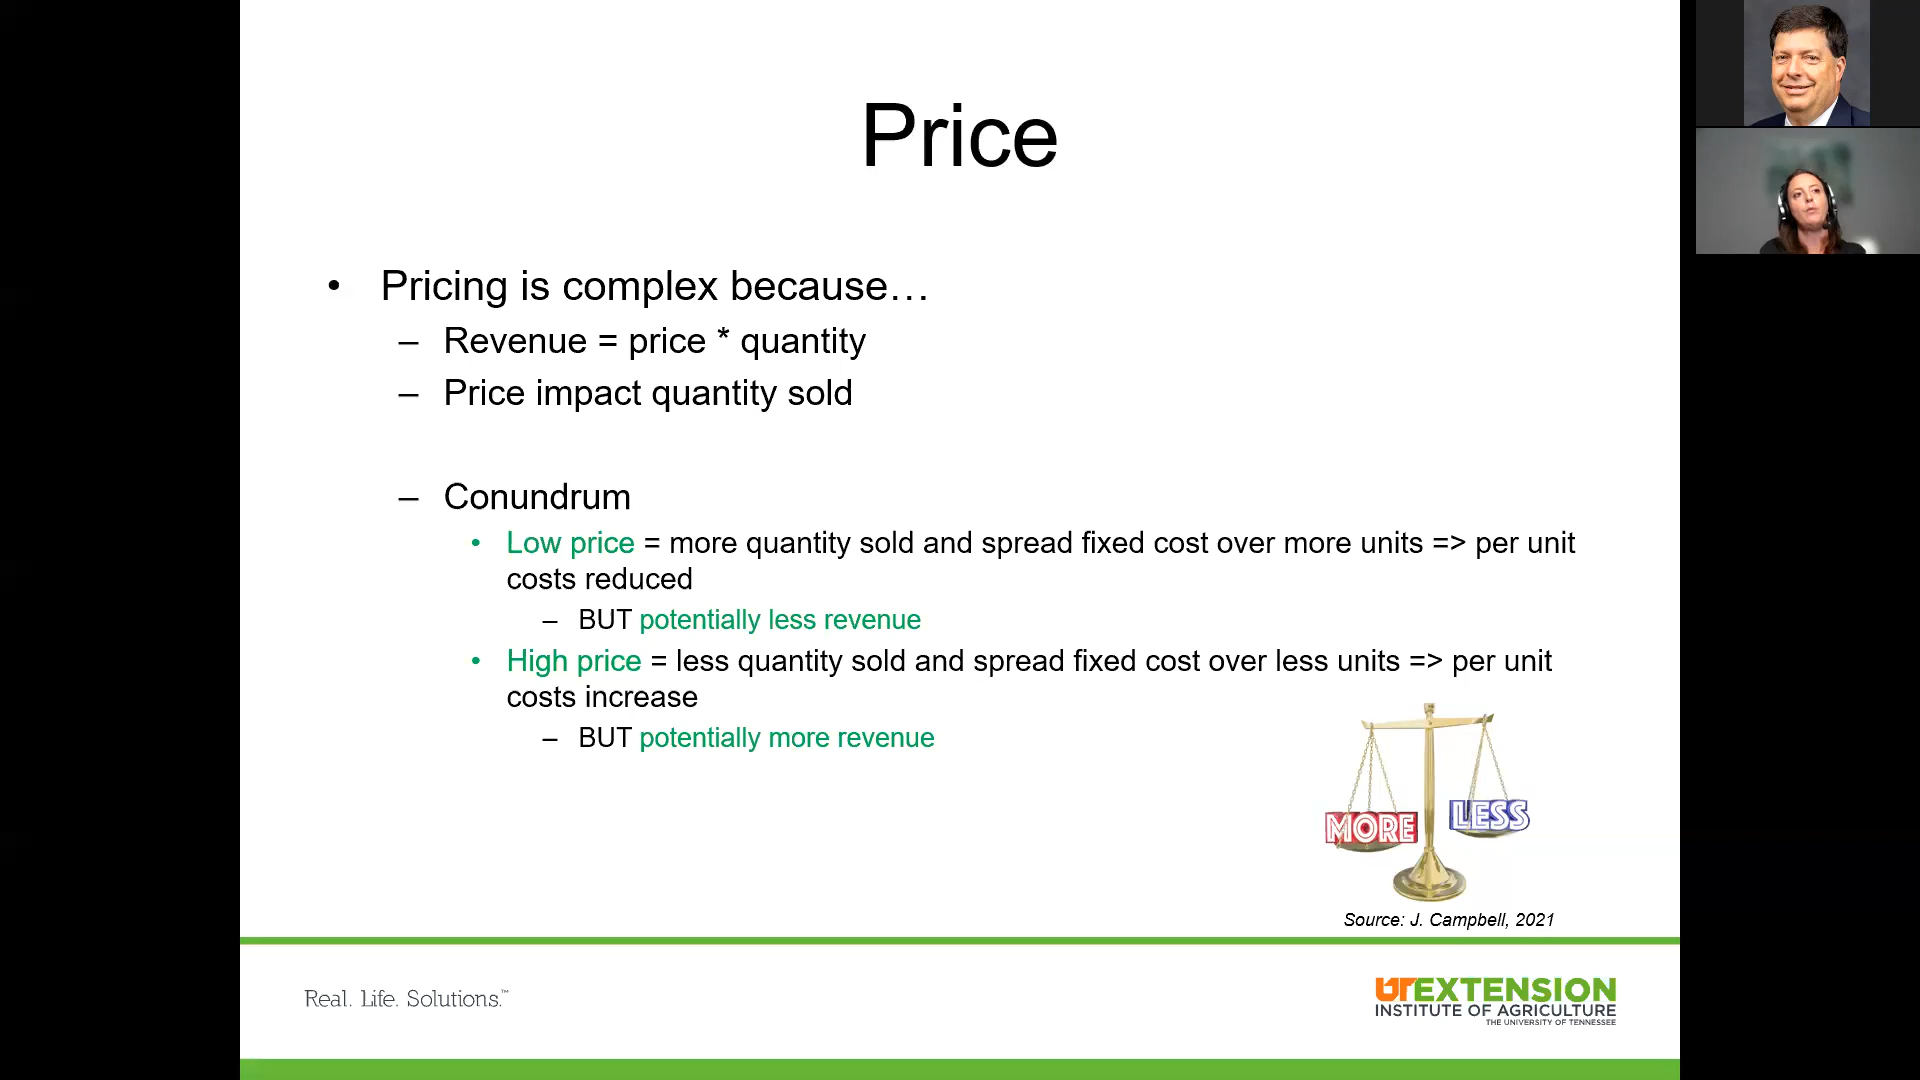 Price
• Pricing is complex because…
– Revenue = price * quantity
– Price impact quantity sold
– Conundrum
• Low price = more quantity sold and spread fixed cost over more units => per unit
costs reduced
– BUT potentially less revenue
• High price = less quantity sold and spread fixed cost over less units => per unit
costs increase
– BUT potentially more revenue
MORE
LESS
Source: J. Campbell, 2021
Real. Life. Solutions.™
UTEXTENSION
INSTITUTE OF AGRICULTURE
THE UNIVERSITY OF TENNESSEE